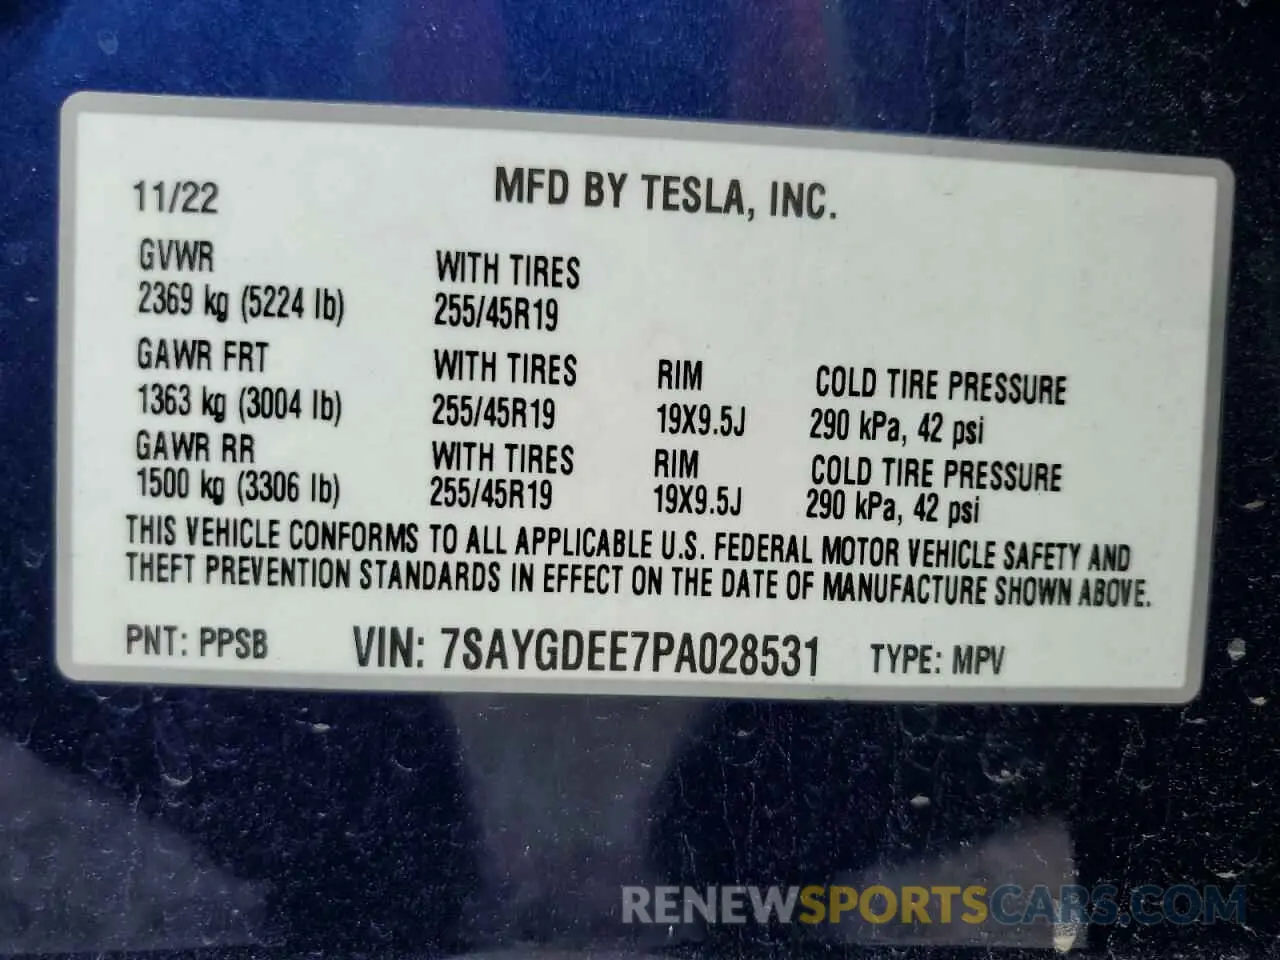 11/22 MFD BY TESLA, INC.
GVWR WITH TIRES
2369 kg (5224 lb) 255/45R19
GAWR FRT WITH TIRES RIM COLD TIRE PRESSURE
1363 kg (3004 lb) 255/45R19 19X9.5J 290 kPa, 42 psi
GAWR RR WITH TIRES RIM COLD TIRE PRESSURE
1500 kg (3306 lb) 255/45R19 19X9.5J 290 kPa, 42 psi
THIS VEHICLE CONFORMS TO ALL APPLICABLE U.S. FEDERAL MOTOR VEHICLE SAFETY AND
THEFT PREVENTION STANDARDS IN EFFECT ON THE DATE OF MANUFACTURE SHOWN ABOVE.
PNT: PPSB VIN: 7SAYGDEE7PA028531 TYPE: MPV
RENEWSPORTSCARS.COM